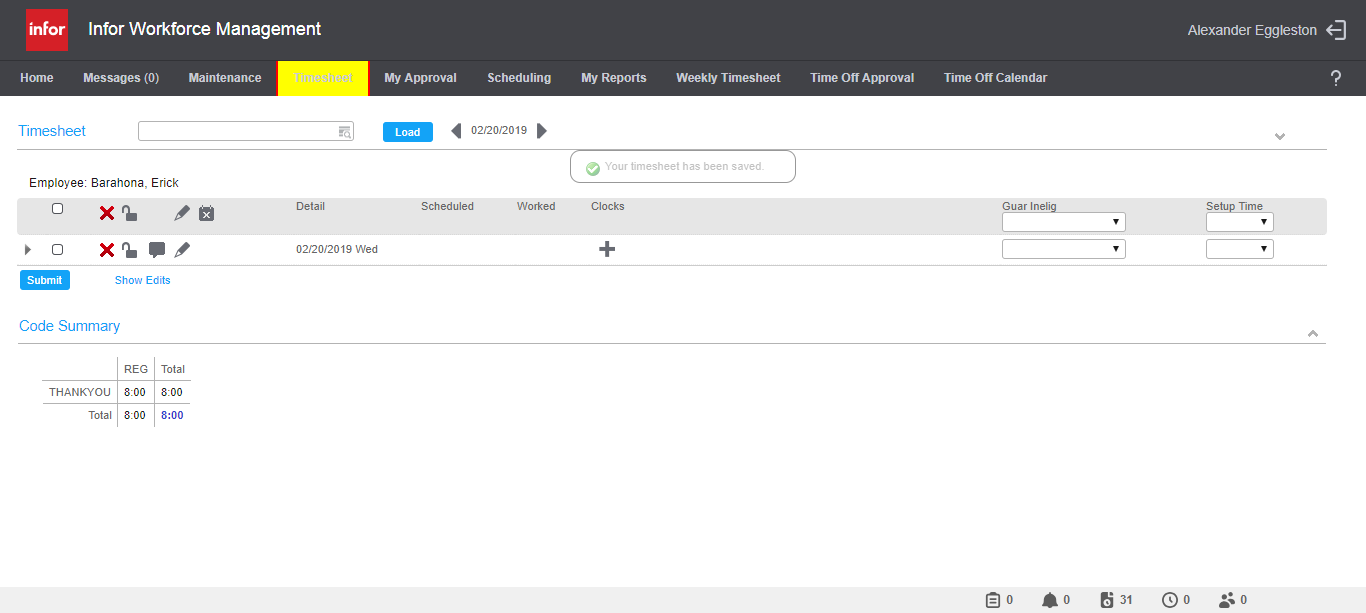 infor Infor Workforce Management Alexander Eggleston
Home Messages (0) Maintenance Timesheet My Approval Scheduling My Reports Weekly Timesheet Time Off Approval Time Off Calendar ?
Timesheet Load 02/20/2019
Your timesheet has been saved.
Employee: Barahona, Erick
Detail Scheduled Worked Clocks Guar Inelig Setup Time
02/20/2019 Wed
Submit Show Edits
Code Summary
REG Total
THANKYOU 8:00 8:00
Total 8:00 8:00
0 0 31 0 0